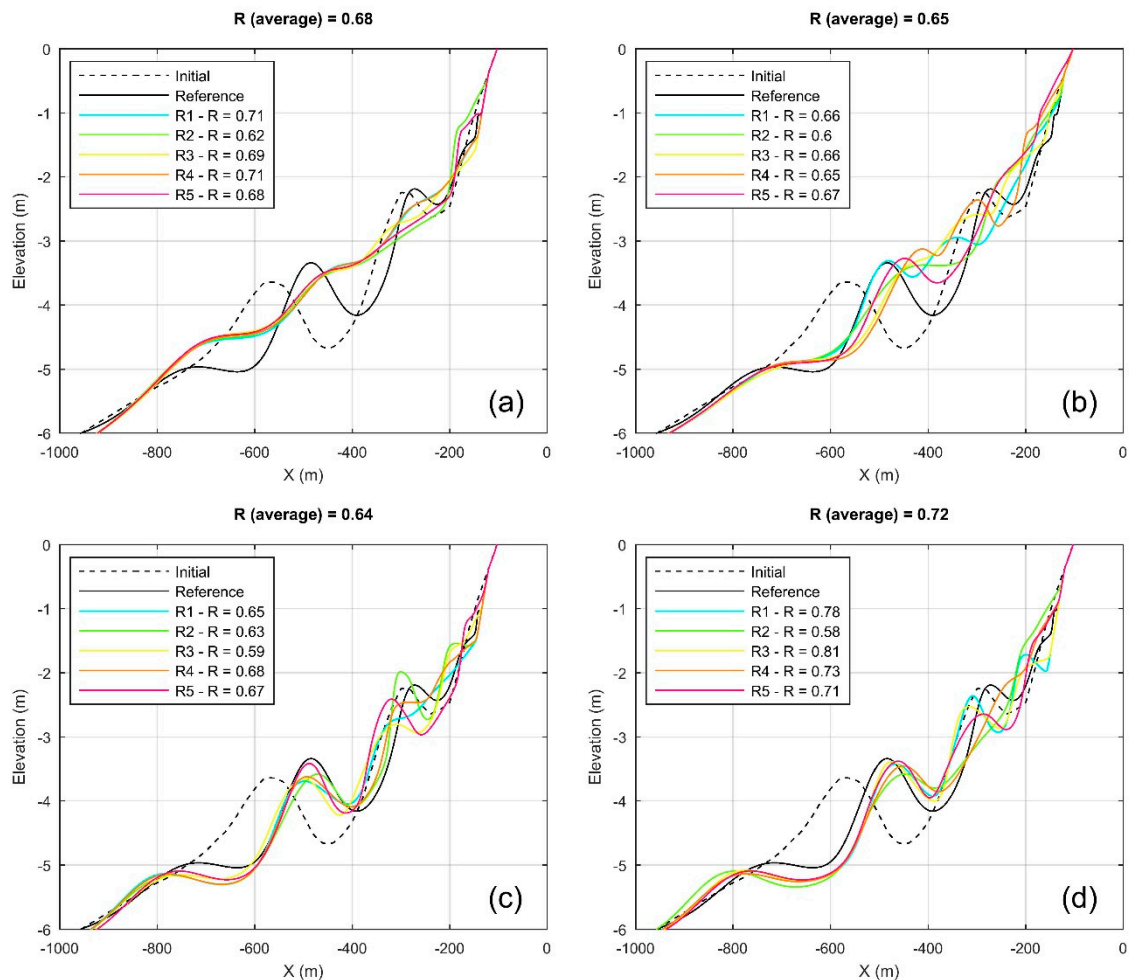 R (average) = 0.68
0
-1
-2
-3
-4
-5
-6
Elevation (m)
Initial
Reference
R1 - R = 0.71
R2 - R = 0.62
R3 - R = 0.69
R4 - R = 0.71
R5 - R = 0.68
(a)
-1000 -800 -600 -400 -200 0
X (m)
R (average) = 0.65
0
-1
-2
-3
-4
-5
-6
Elevation (m)
Initial
Reference
R1 - R = 0.66
R2 - R = 0.6
R3 - R = 0.66
R4 - R = 0.65
R5 - R = 0.67
(b)
-1000 -800 -600 -400 -200 0
X (m)
R (average) = 0.64
0
-1
-2
-3
-4
-5
-6
Elevation (m)
Initial
Reference
R1 - R = 0.65
R2 - R = 0.63
R3 - R = 0.59
R4 - R = 0.68
R5 - R = 0.67
(c)
-1000 -800 -600 -400 -200 0
X (m)
R (average) = 0.72
0
-1
-2
-3
-4
-5
-6
Elevation (m)
Initial
Reference
R1 - R = 0.78
R2 - R = 0.58
R3 - R = 0.81
R4 - R = 0.73
R5 - R = 0.71
(d)
-1000 -800 -600 -400 -200 0
X (m)